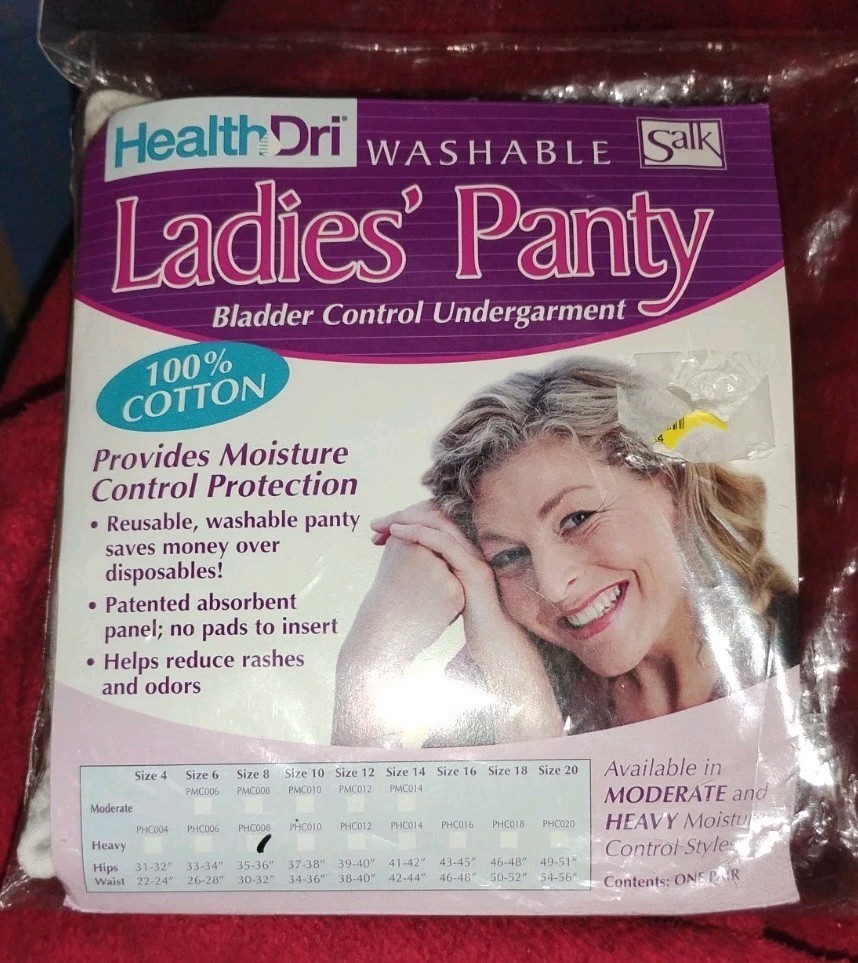 HealthDri® WASHABLE Salk
Ladies' Panty
Bladder Control Undergarment
100%
COTTON
Provides Moisture
Control Protection
• Reusable, washable panty
saves money over
disposables!
• Patented absorbent
panel; no pads to insert
• Helps reduce rashes
and odors
Size 4 Size 6 Size 8 Size 10 Size 12 Size 14 Size 16 Size 18 Size 20
PMC006 PMC008 PMC010 PMC012 PMC014
Moderate
PHC004 PHC006 PHC008 PHC010 PHC012 PHC014 PHC016 PHC018 PHC020
Heavy
Hips 31-32" 33-34" 35-36" 37-38" 39-40" 41-42" 43-45" 46-48" 49-51"
Waist 22-24" 26-28" 30-32" 34-36" 38-40" 42-44" 46-48" 50-52" 54-56"
Available in
MODERATE and
HEAVY Moistu
Control Styles
Contents: ONE PAIR
4